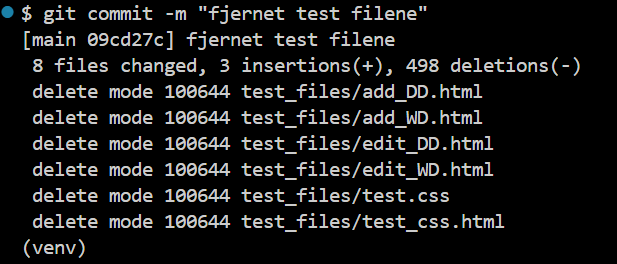 $ git commit -m "fjernet test filene"
[main 09cd27c] fjernet test filene
 8 files changed, 3 insertions(+), 498 deletions(-)
 delete mode 100644 test_files/add_DD.html
 delete mode 100644 test_files/add_WD.html
 delete mode 100644 test_files/edit_DD.html
 delete mode 100644 test_files/edit_WD.html
 delete mode 100644 test_files/test.css
 delete mode 100644 test_files/test_css.html
(venv)